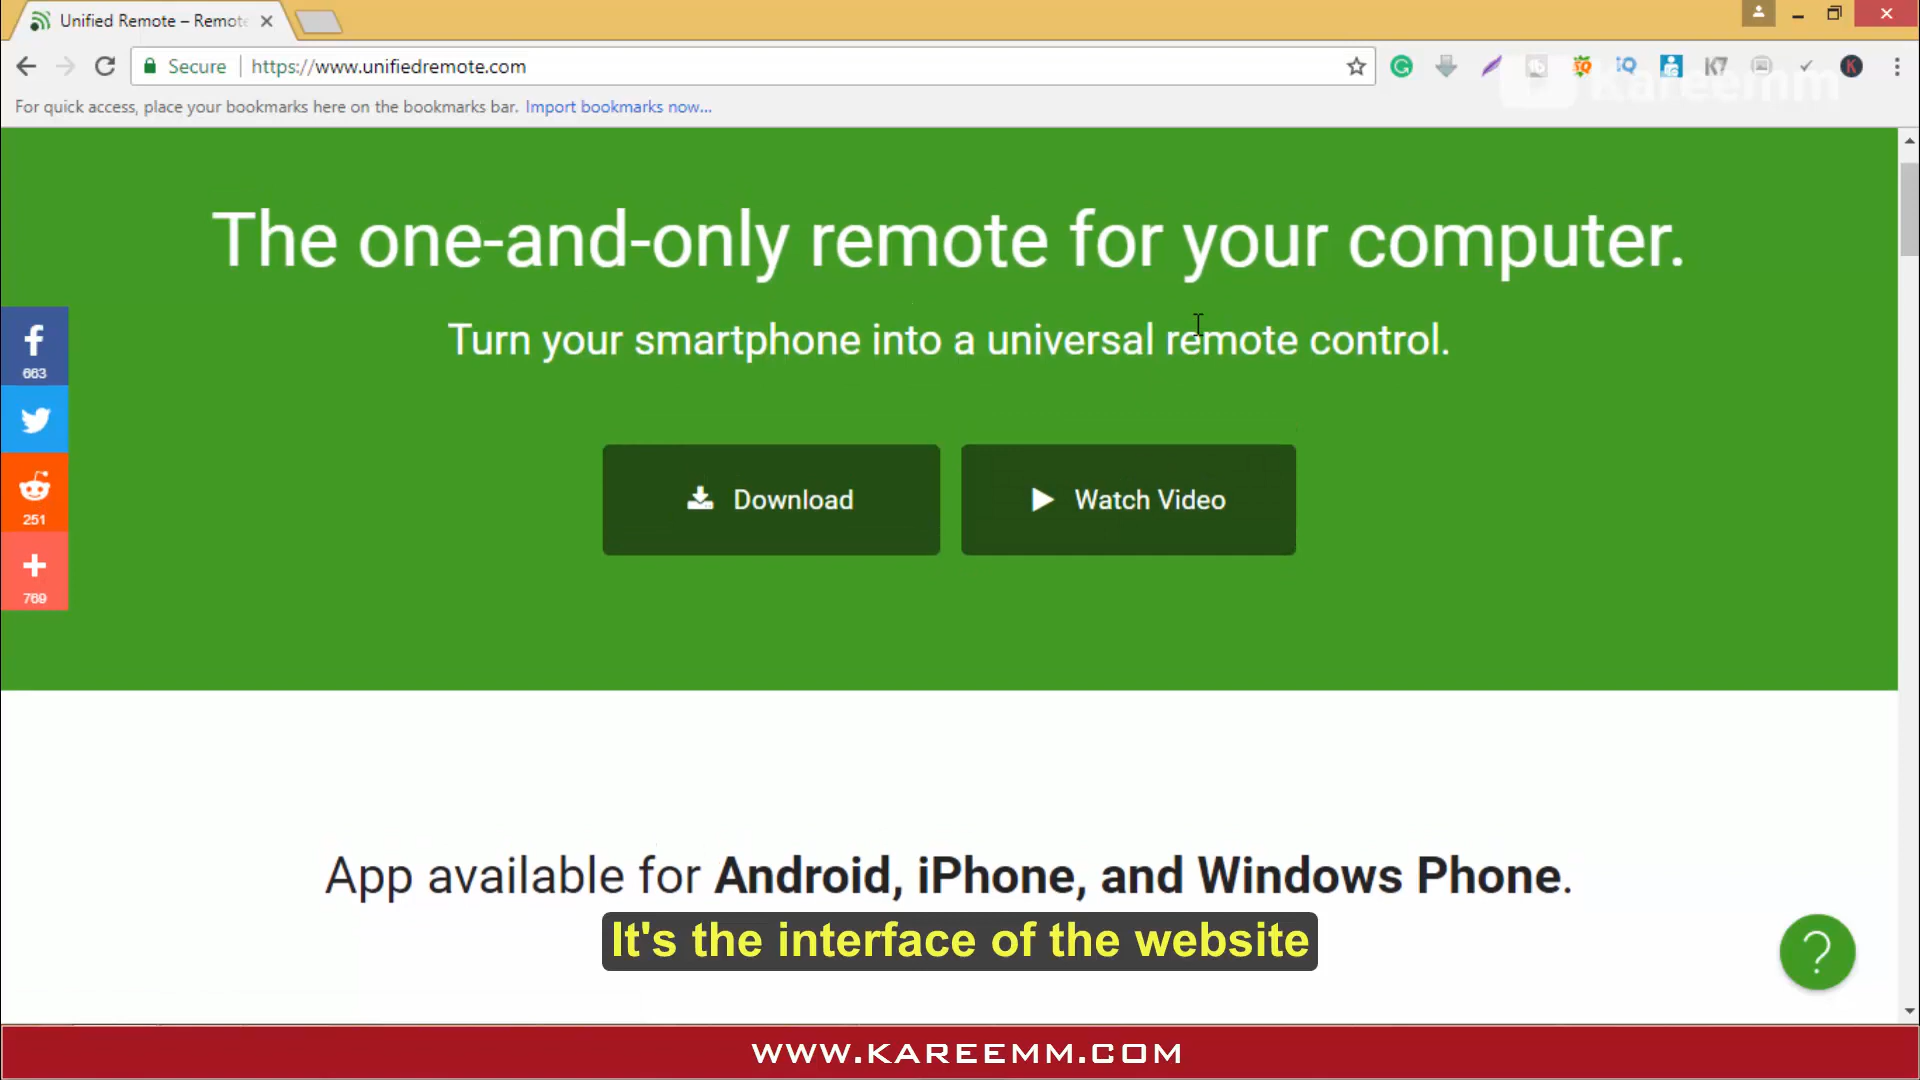 Unified Remote – Remote
Secure
https://www.unifiedremote.com
Kareemm
For quick access, place your bookmarks here on the bookmarks bar. Import bookmarks now...
The one-and-only remote for your computer.
Turn your smartphone into a universal remote control.
663
251
769
Download
Watch Video
App available for Android, iPhone, and Windows Phone.
It's the interface of the website
WWW.KAREEMM.COM